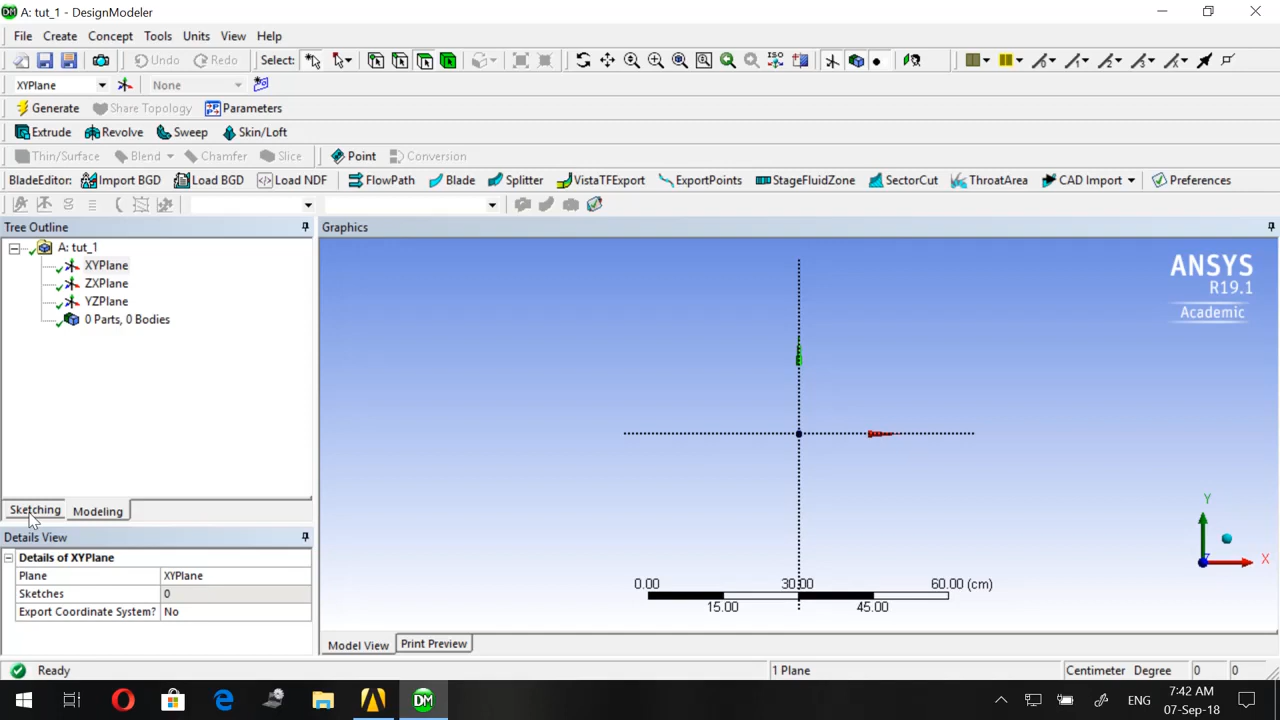 A: tut_1 - DesignModeler
File Create Concept Tools Units View Help
Undo Redo Select: ISO
XYPlane None
Generate Share Topology Parameters
Extrude Revolve Sweep Skin/Loft
Thin/Surface Blend Chamfer Slice Point Conversion
BladeEditor: Import BGD Load BGD Load NDF FlowPath Blade Splitter VistaTFExport ExportPoints StageFluidZone SectorCut ThroatArea CAD Import Preferences
Tree Outline
Graphics
A: tut_1
XYPlane
ZXPlane
YZPlane
0 Parts, 0 Bodies
ANSYS
R19.1
Academic
Sketching Modeling
Details View
Details of XYPlane
Plane XYPlane
Sketches 0
Export Coordinate System? No
Y
X
0.00 30.00 60.00 (cm)
15.00 45.00
Model View Print Preview
Ready 1 Plane Centimeter Degree 0 0
DM ENG 7:42 AM
07-Sep-18